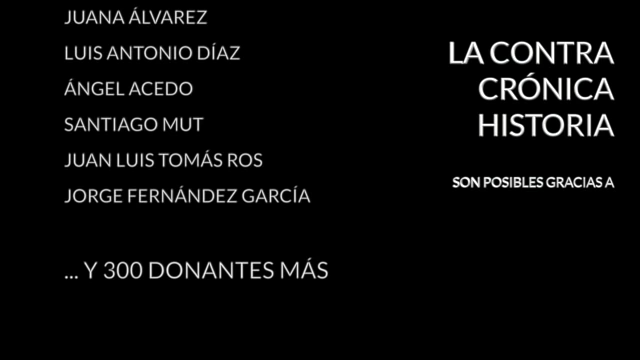 JUANA ÁLVAREZ
LUIS ANTONIO DÍAZ
ÁNGEL ACEDO
SANTIAGO MUT
JUAN LUIS TOMÁS ROS
JORGE FERNÁNDEZ GARCÍA
... Y 300 DONANTES MÁS
LA CONTRA
CRÓNICA
HISTORIA
SON POSIBLES GRACIAS A